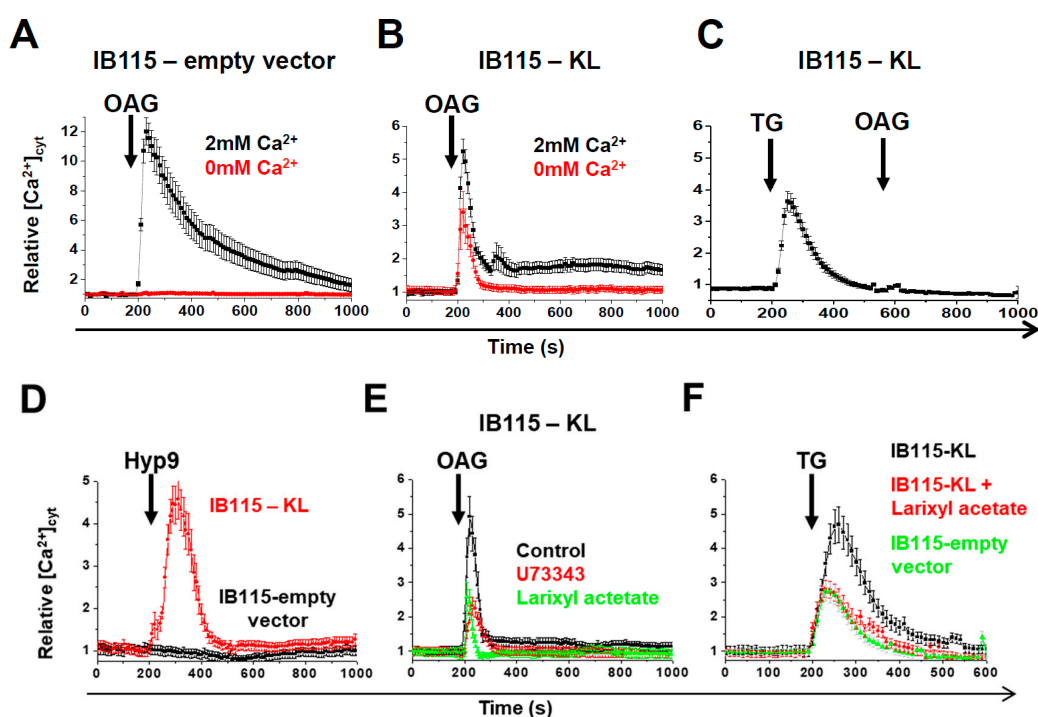 A
IB115 – empty vector
OAG
2mM Ca²⁺
0mM Ca²⁺
Relative [Ca²⁺]cyt
12
10
8
6
4
2
0 200 400 600 800 1000
B
IB115 – KL
OAG
2mM Ca²⁺
0mM Ca²⁺
6
5
4
3
2
1
0 200 400 600 800 1000
C
IB115 – KL
TG
OAG
6
5
4
3
2
1
0 200 400 600 800 1000
Time (s)
D
Hyp9
IB115 – KL
IB115-empty
vector
Relative [Ca²⁺]cyt
5
4
3
2
1
0 200 400 600 800 1000
E
IB115 – KL
OAG
Control
U73343
Larixyl actetate
6
5
4
3
2
1
0 200 400 600 800 1000
F
TG
IB115-KL
IB115-KL +
Larixyl acetate
IB115-empty
vector
6
5
4
3
2
1
0 100 200 300 400 500 600
Time (s)